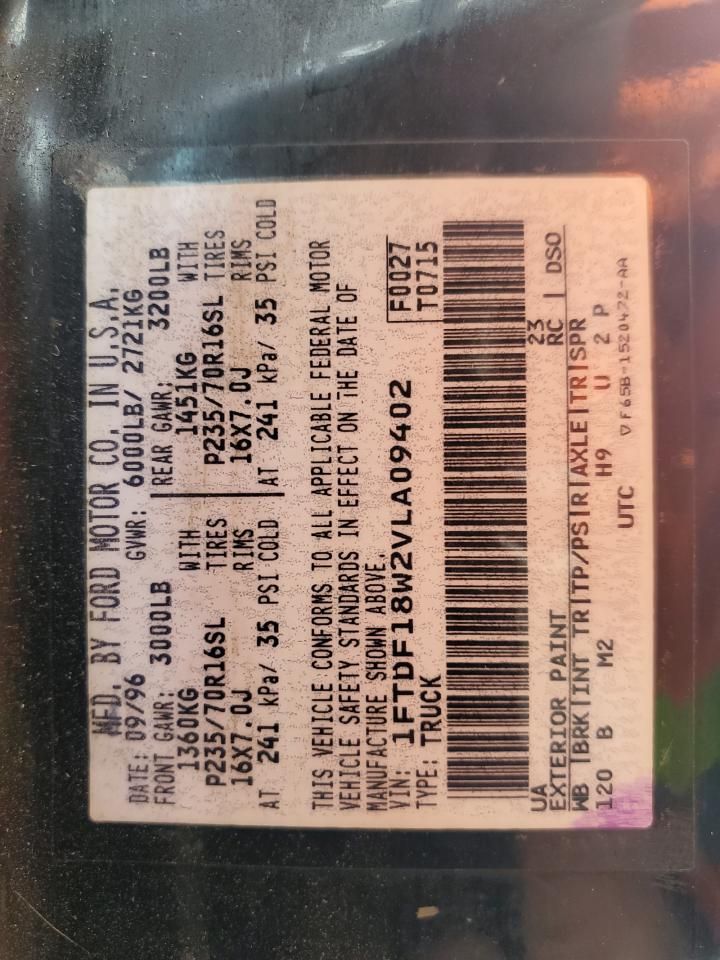 MFD. BY FORD MOTOR CO. IN U.S.A.
DATE: 09/96 GVWR: 6000LB/ 2721KG
FRONT GAWR: 3000LB REAR GAWR: 3200LB
1360KG WITH 1451KG WITH
P235/70R16SL TIRES P235/70R16SL TIRES
16X7.0J RIMS 16X7.0J RIMS
AT 241 kPa/ 35 PSI COLD AT 241 kPa/ 35 PSI COLD
THIS VEHICLE CONFORMS TO ALL APPLICABLE FEDERAL MOTOR
VEHICLE SAFETY STANDARDS IN EFFECT ON THE DATE OF
MANUFACTURE SHOWN ABOVE.
VIN: 1FTDF18W2VLA09402 F0027
TYPE: TRUCK T0715
UA 23
EXTERIOR PAINT RC DSO
WB BRK INT TR TP/PS R AXLE TR SPR
120 B M2 H9 U 2 P
UTC F65B-1520472-AA